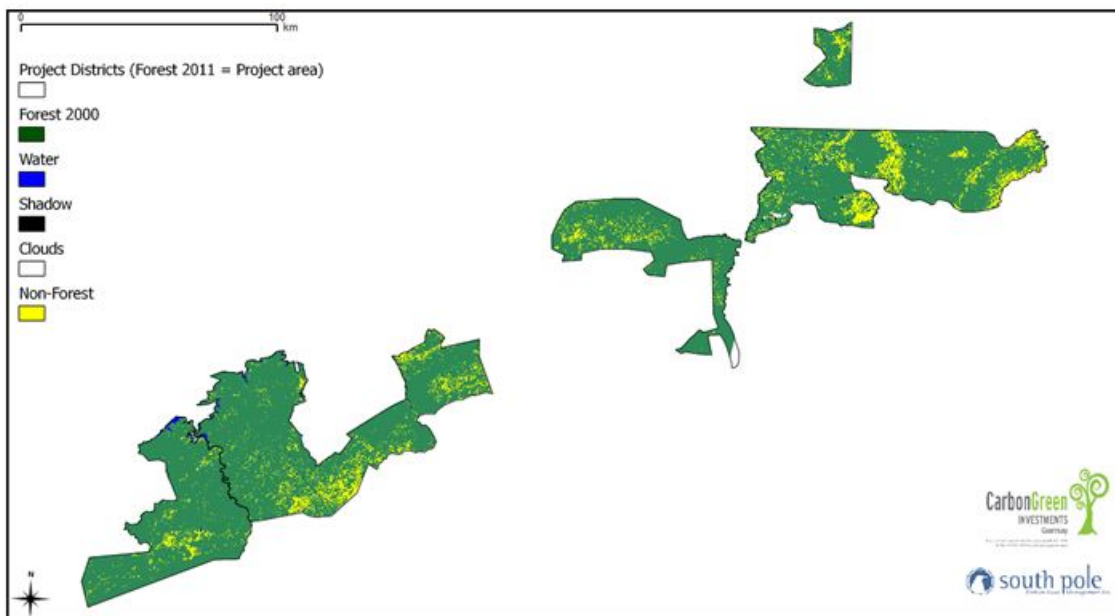 0 100
km
Project Districts (Forest 2011 = Project area)
Forest 2000
Water
Shadow
Clouds
Non-Forest
N
CarbonGreen
INVESTMENTS
Guernsey
south pole